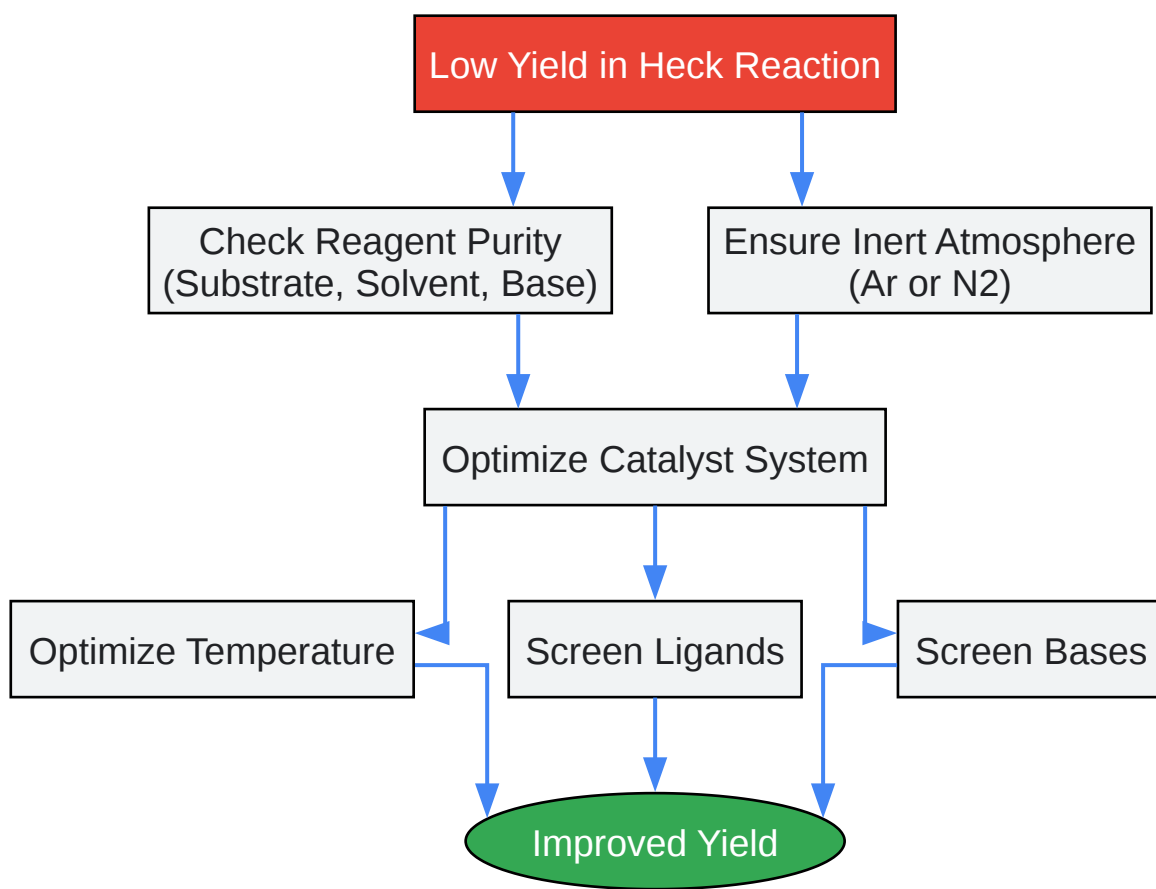 Low Yield in Heck Reaction
Check Reagent Purity
(Substrate, Solvent, Base)
Ensure Inert Atmosphere
(Ar or N2)
Optimize Catalyst System
Optimize Temperature
Screen Ligands
Screen Bases
Improved Yield